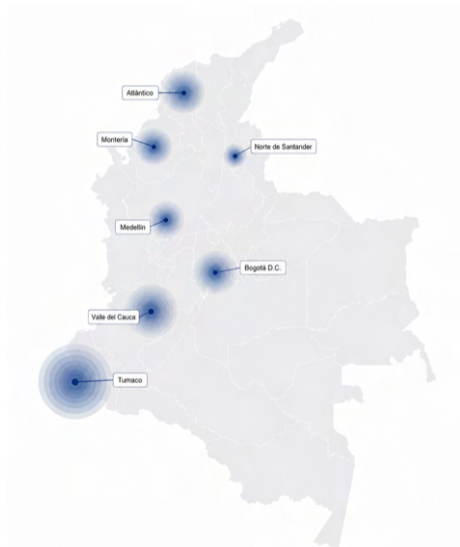 Atlántico
Montería
Norte de Santander
Medellín
Bogotá D.C.
Valle del Cauca
Tumaco